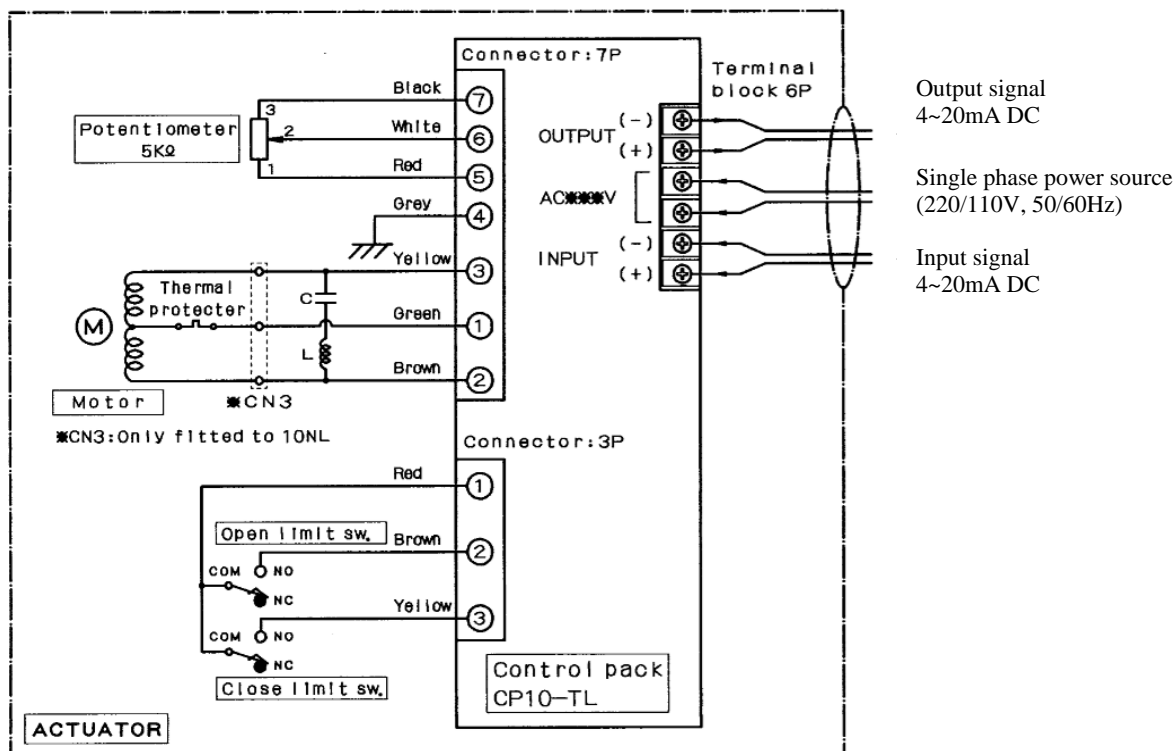 Connector:7P
Terminal
block 6P
Black
7
3
Potentiometer
5KΩ
2
White
6
1
Red
5
Grey
4
Yellow
3
Thermal
protecter
C
M
Green
1
L
Brown
2
Motor
※CN3
※CN3:Only fitted to 10NL
OUTPUT
(-)
(+)
AC※※※V
INPUT
(-)
(+)
Output signal
4~20mA DC
Single phase power source
(220/110V, 50/60Hz)
Input signal
4~20mA DC
Connector:3P
Red
1
Open limit sw.
Brown
2
COM
NO
NC
Yellow
3
COM
NO
NC
Close limit sw.
Control pack
CP10-TL
ACTUATOR